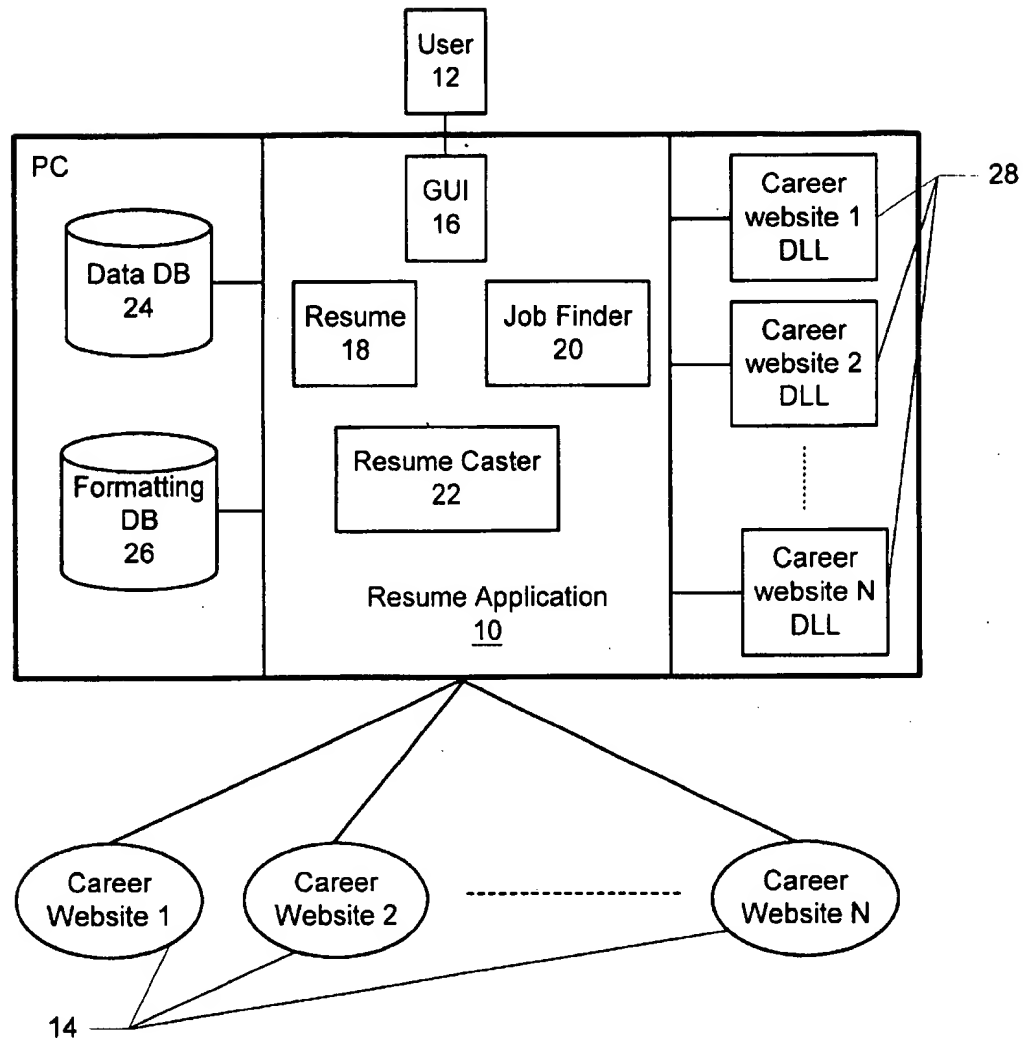 User
12
PC
GUI
16
Career
website 1
DLL
28
Data DB
24
Resume
18
Job Finder
20
Career
website 2
DLL
Formatting
DB
26
Resume Caster
22
Career
website N
DLL
Resume Application
10
Career
Website 1
Career
Website 2
Career
Website N
14